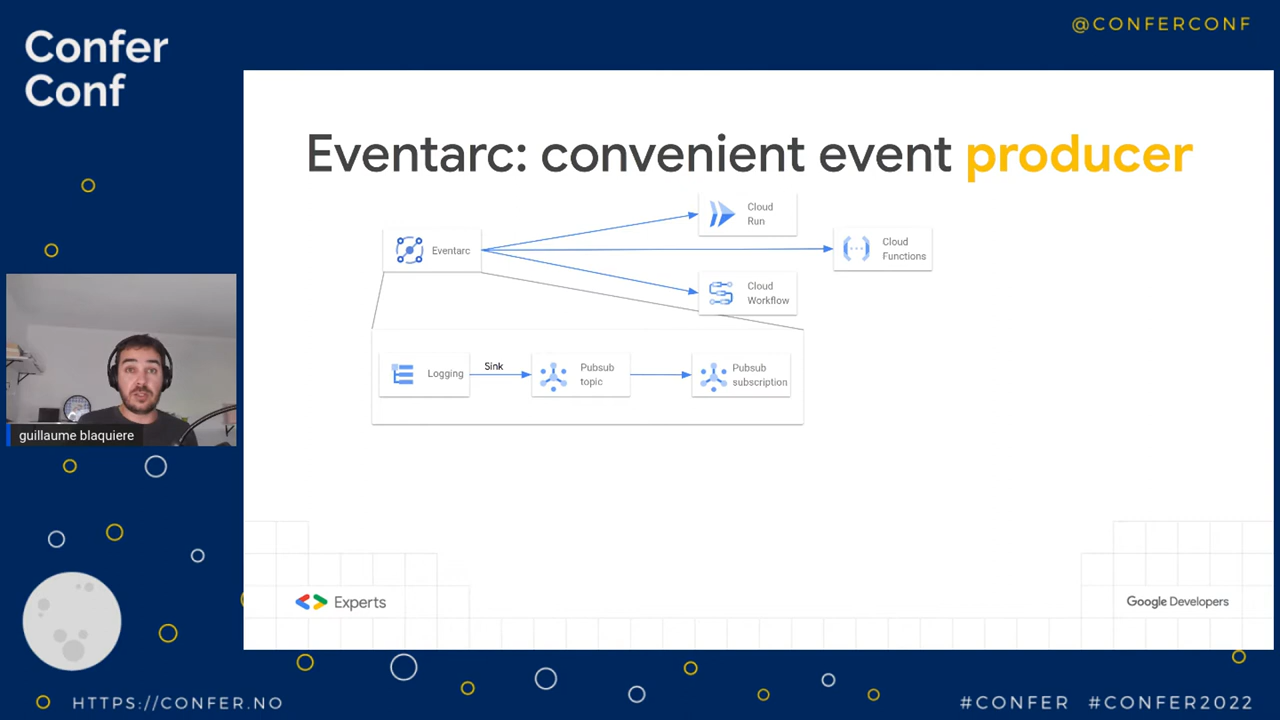 Confer
Conf
@CONFERCONF
Eventarc: convenient event producer
Eventarc
Cloud
Run
Cloud
Functions
Cloud
Workflow
Logging
Sink
Pubsub
topic
Pubsub
subscription
guillaume blaquiere
Experts
Google Developers
HTTPS://CONFER.NO
#CONFER #CONFER2022